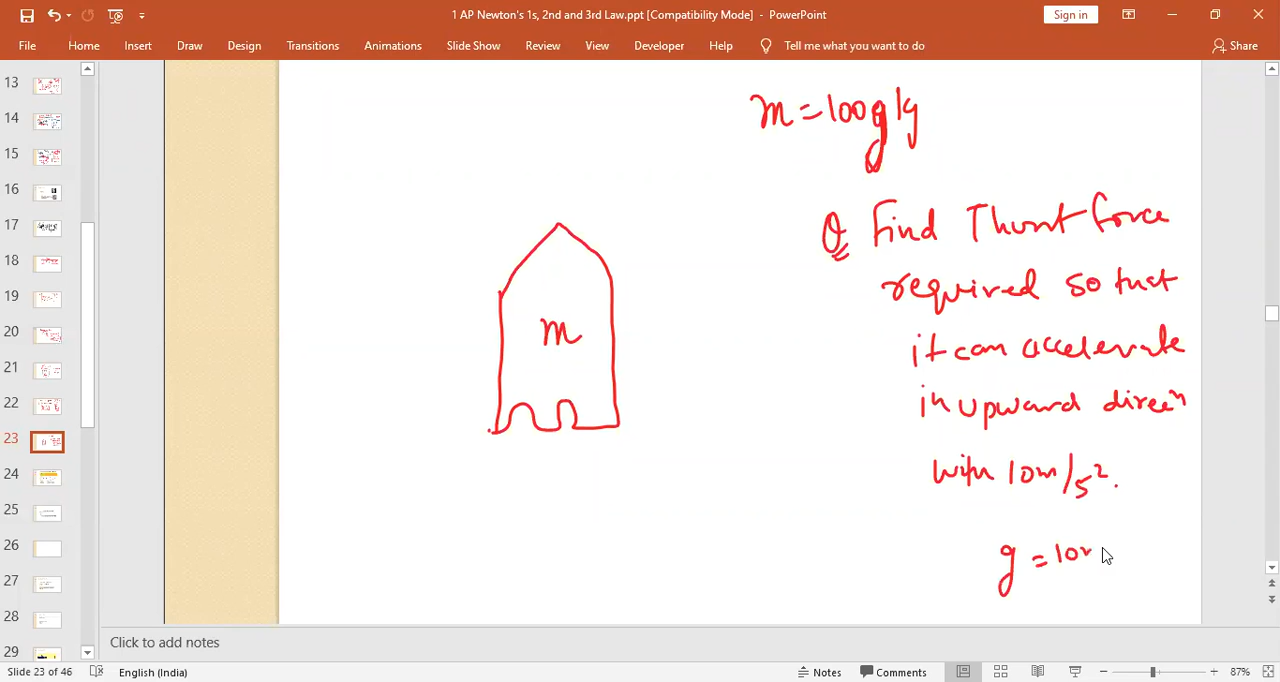 1 AP Newton's 1s, 2nd and 3rd Law.ppt [Compatibility Mode] - PowerPoint
Sign in
File Home Insert Draw Design Transitions Animations Slide Show Review View Developer Help Tell me what you want to do
Share
13
14
15
16
17
18
19
20
21
22
23
24
25
26
27
28
29
m = 100
Q Find Thrust force
required so that
it can accelerate
in upward
with 10m/s².
m
g = 10
Click to add notes
Slide 23 of 46 English (India) Notes Comments 87%